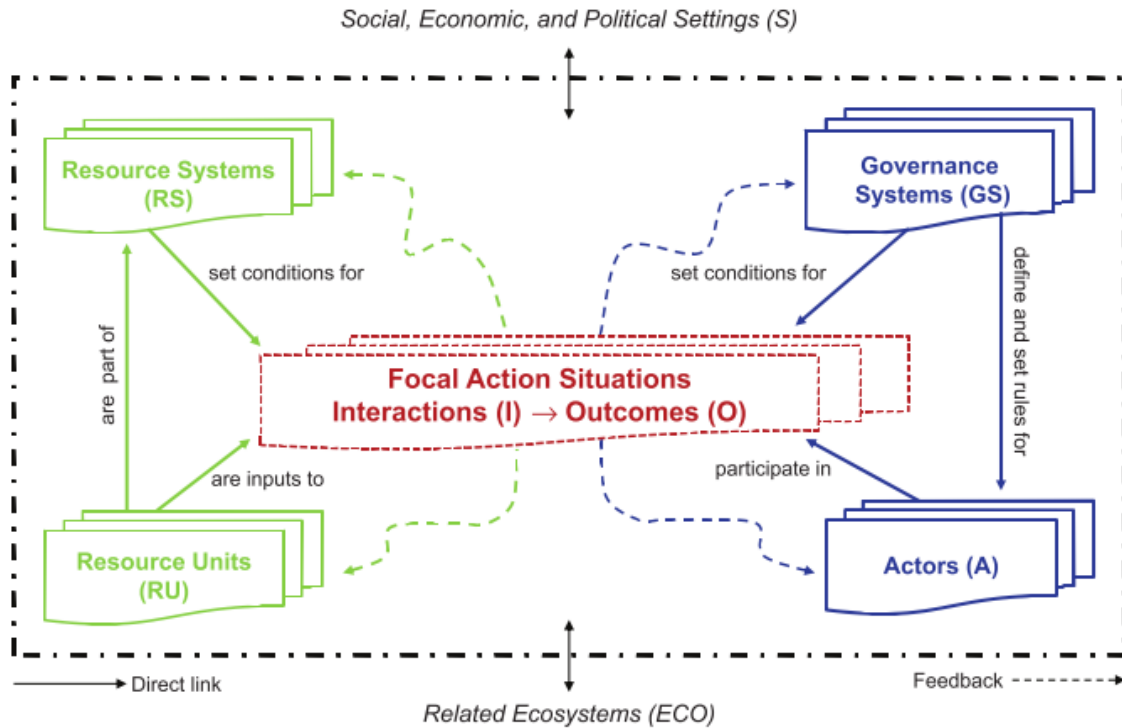 Social, Economic, and Political Settings (S)
Resource Systems
(RS)
Governance
Systems (GS)
set conditions for
set conditions for
are part of
define and set rules for
Focal Action Situations
Interactions (I) → Outcomes (O)
are inputs to
participate in
Resource Units
(RU)
Actors (A)
Direct link
Feedback
Related Ecosystems (ECO)